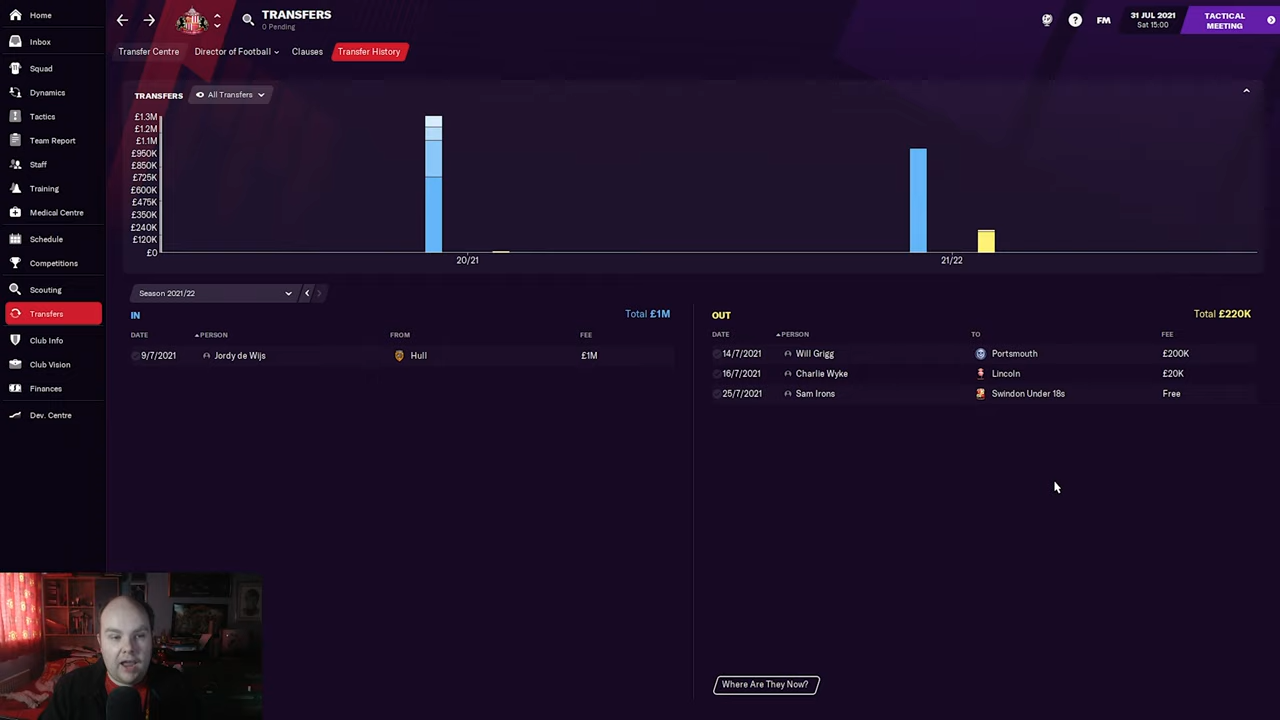 Home
Inbox
Squad
Dynamics
Tactics
Team Report
Staff
Training
Medical Centre
Schedule
Competitions
Scouting
Transfers
Club Info
Club Vision
Finances
Dev. Centre
TRANSFERS
0 Pending
FM
31 JUL 2021
Sat 15:00
TACTICAL
MEETING
Transfer Centre
Director of Football
Clauses
Transfer History
TRANSFERS
All Transfers
£1.3M
£1.2M
£1.1M
£950K
£850K
£725K
£600K
£475K
£350K
£240K
£120K
£0
20/21
21/22
Season 2021/22
IN
Total £1M
DATE PERSON FROM FEE
9/7/2021 Jordy de Wijs Hull £1M
OUT
Total £220K
DATE PERSON TO FEE
14/7/2021 Will Grigg Portsmouth £200K
16/7/2021 Charlie Wyke Lincoln £20K
25/7/2021 Sam Irons Swindon Under 18s Free
Where Are They Now?